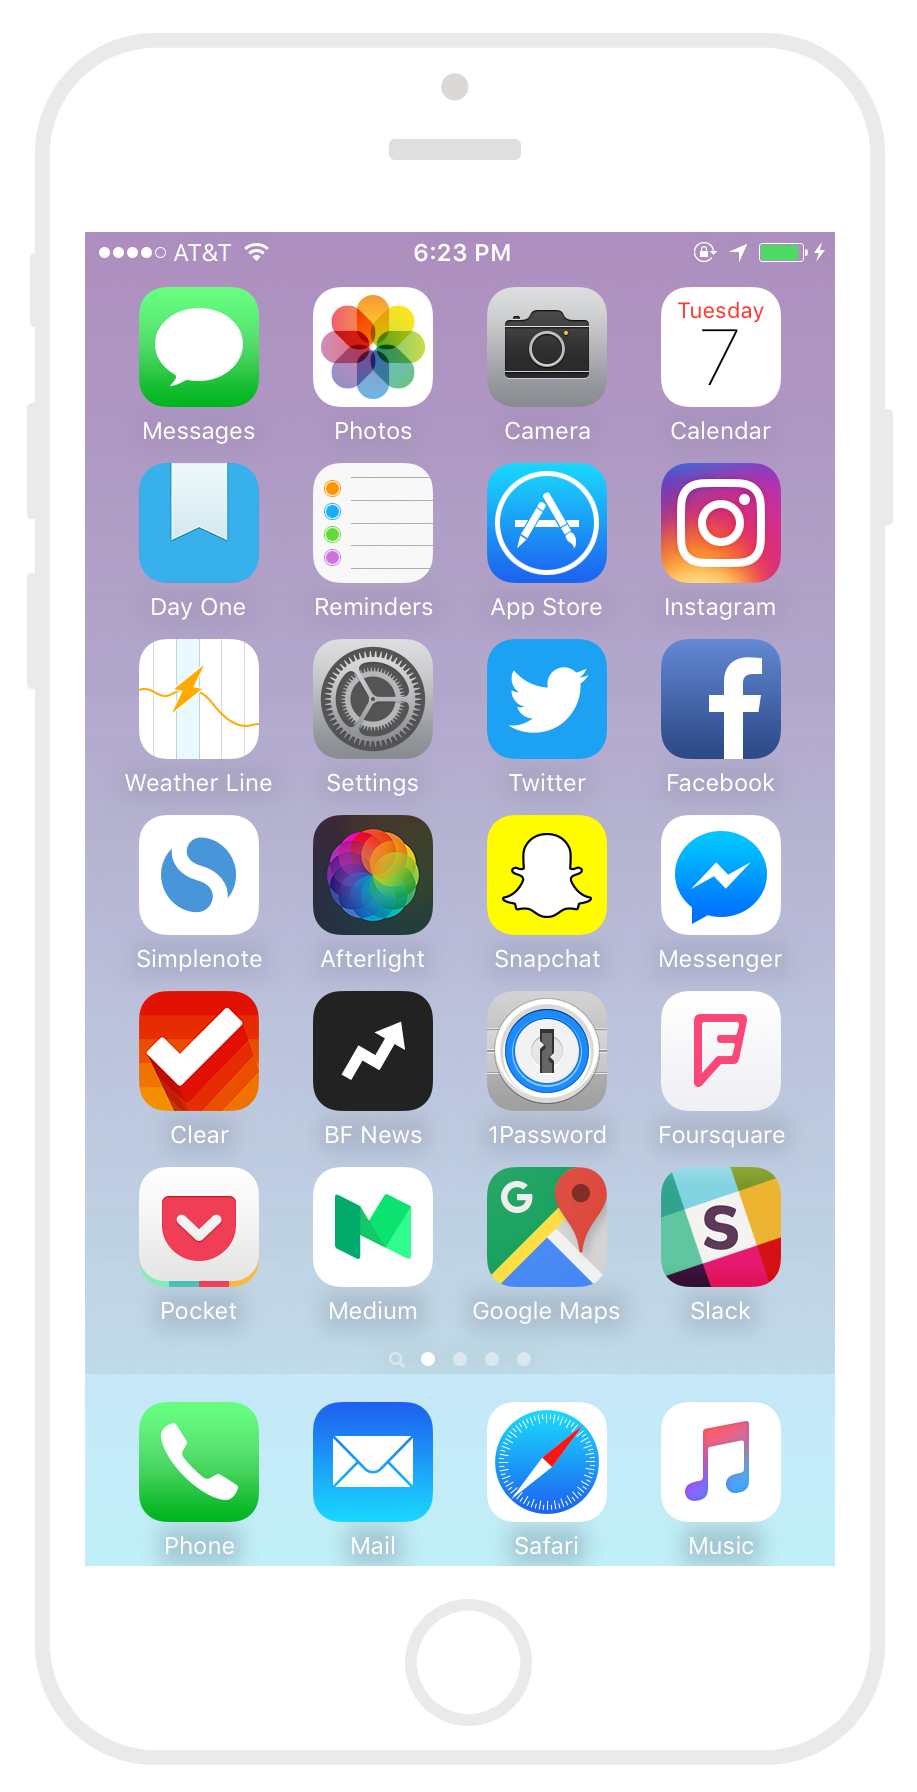 AT&T 6:23 PM
Tuesday
7
Messages Photos Camera Calendar
Day One Reminders App Store Instagram
Weather Line Settings Twitter Facebook
Simplenote Afterlight Snapchat Messenger
Clear BF News 1Password Foursquare
G
S
Pocket Medium Google Maps Slack
Phone Mail Safari Music